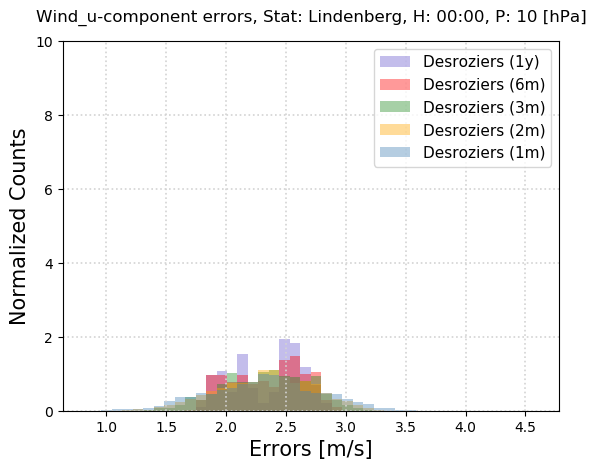 Wind_u-component errors, Stat: Lindenberg, H: 00:00, P: 10 [hPa]
Normalized Counts
10
8
6
4
2
0
Desroziers (1y)
Desroziers (6m)
Desroziers (3m)
Desroziers (2m)
Desroziers (1m)
1.0 1.5 2.0 2.5 3.0 3.5 4.0 4.5
Errors [m/s]